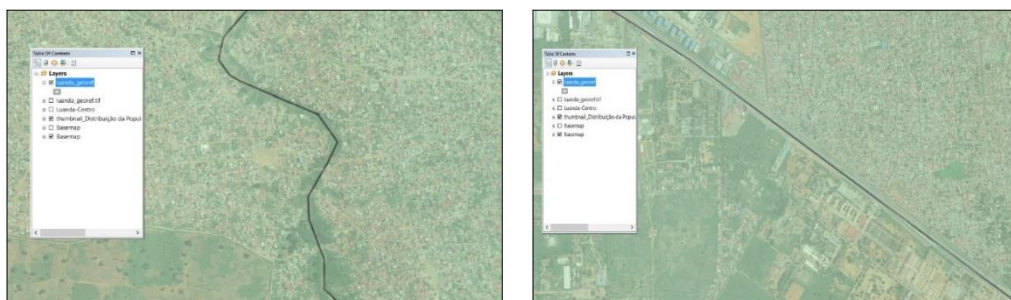 Table Of Contents
Layers
luanda_georef
luanda_georef.tif
Luanda-Centro
thumbnail_Distribuição da Popul
Basemap
Basemap
Table Of Contents
Layers
luanda_georef
luanda_georef.tif
Luanda-Centro
thumbnail_Distribuição da Popu
Basemap
Basemap